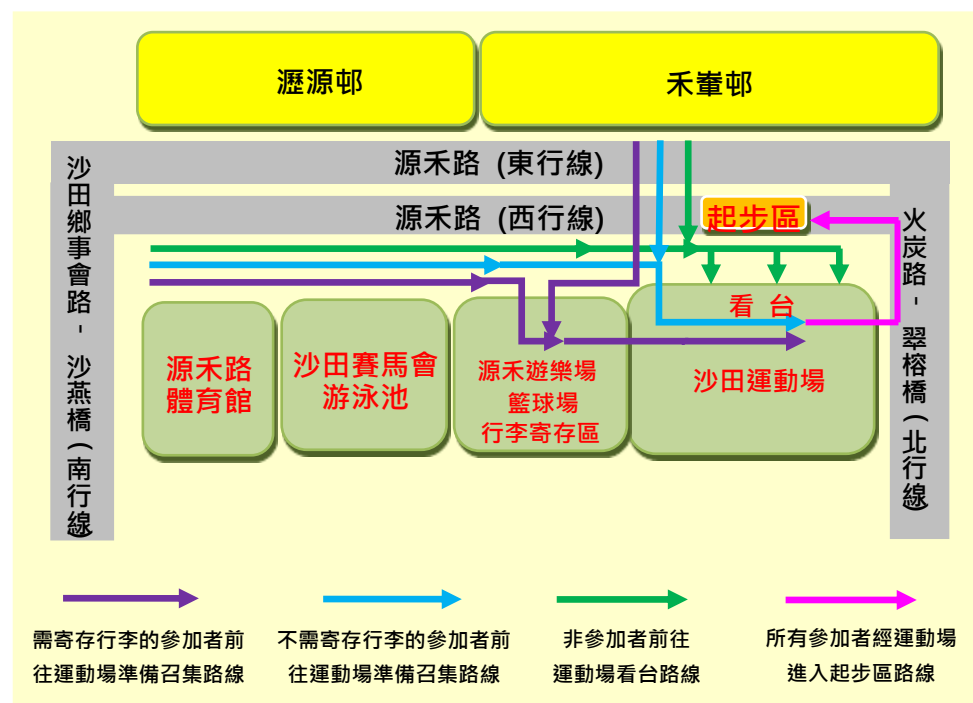 瀝源邨
禾輋邨
源禾路 (東行線)
源禾路 (西行線)
起步區
沙田鄉事會路 - 沙燕橋(南行線)
火炭路 - 翠榕橋(北行線)
看 台
源禾路
體育館
沙田賽馬會
游泳池
源禾遊樂場
籃球場
行李寄存區
沙田運動場
需寄存行李的參加者前
往運動場準備召集路線
不需寄存行李的參加者前
往運動場準備召集路線
非參加者前往
運動場看台路線
所有參加者經運動場
進入起步區路線